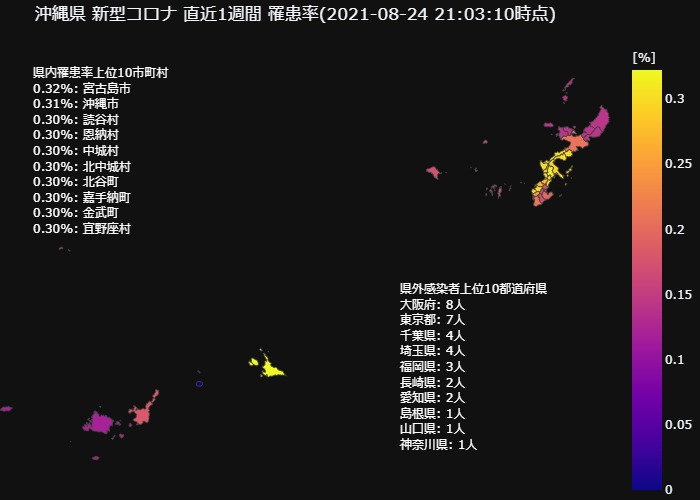 沖縄県 新型コロナ 直近1週間 罹患率(2021-08-24 21:03:10時点)
[%]
県内罹患率上位10市町村
0.32%: 宮古島市
0.31%: 沖縄市
0.30%: 読谷村
0.30%: 恩納村
0.30%: 中城村
0.30%: 北中城村
0.30%: 北谷町
0.30%: 嘉手納町
0.30%: 金武町
0.30%: 宜野座村
県外感染者上位10都道府県
大阪府: 8人
東京都: 7人
千葉県: 4人
埼玉県: 4人
福岡県: 3人
長崎県: 2人
愛知県: 2人
島根県: 1人
山口県: 1人
神奈川県: 1人
0.3
0.25
0.2
0.15
0.1
0.05
0